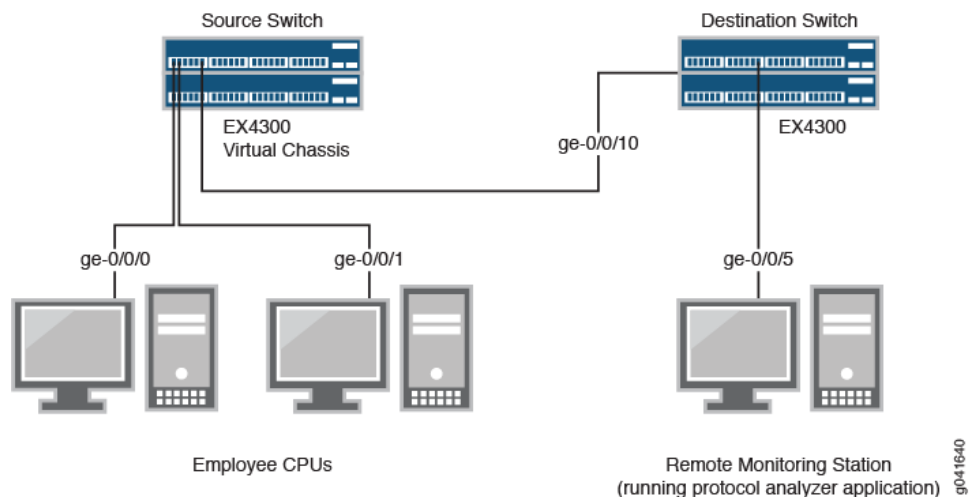 Source Switch
Destination Switch
EX4300
Virtual Chassis
EX4300
ge-0/0/10
ge-0/0/0
ge-0/0/1
ge-0/0/5
Employee CPUs
Remote Monitoring Station
(running protocol analyzer application)
g041640